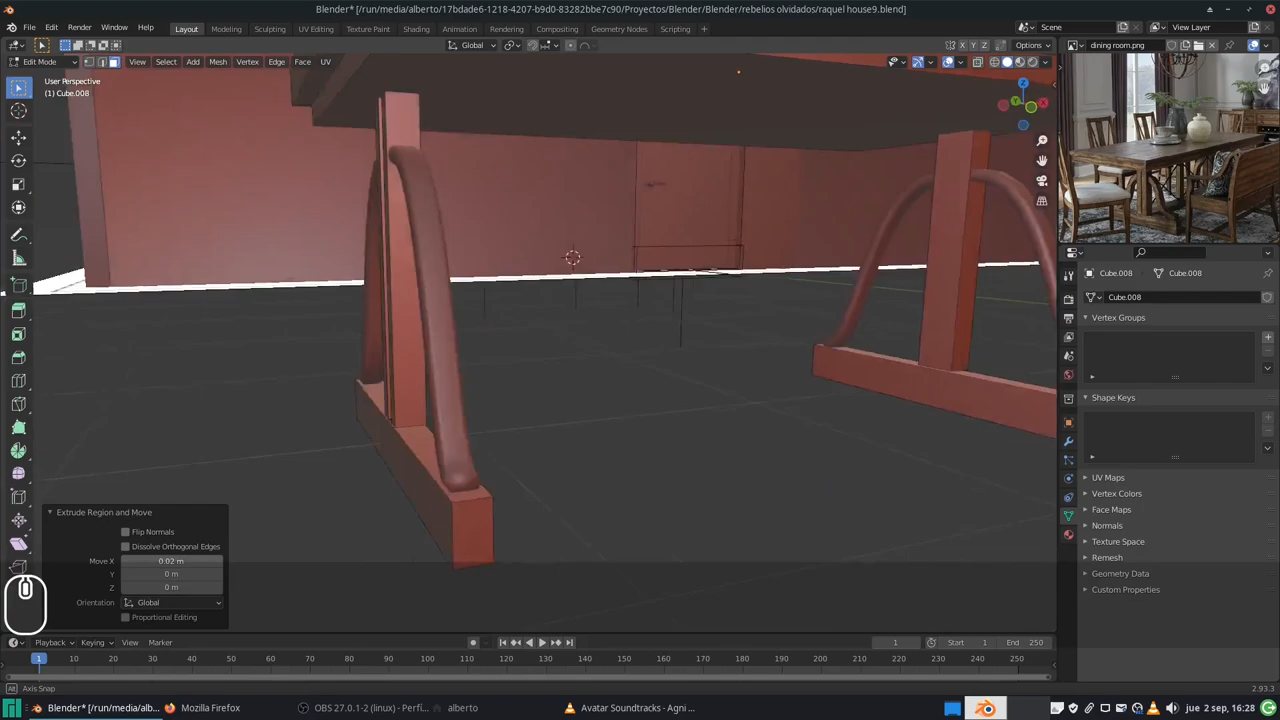 Blender* [/run/media/alberto/17bdade6-1218-4207-b9d0-83282bbe7c90/Proyectos/Blender/Blender/rebelios olvidados/raquel house9.blend]
File Edit Render Window Help Layout Modeling Sculpting UV Editing Texture Paint Shading Animation Rendering Compositing Geometry Nodes Scripting + Scene View Layer
Global X Y Z Options dining room.png
Edit Mode View Select Add Mesh Vertex Edge Face UV
User Perspective
(1) Cube.008
Z
Y
X
Cube.008 Cube.008
Cube.008
Vertex Groups
Shape Keys
UV Maps
Vertex Colors
Face Maps
Normals
Texture Space
Remesh
Geometry Data
Custom Properties
Extrude Region and Move
Flip Normals
Dissolve Orthogonal Edges
Move X 0.02 m
Y 0 m
Z 0 m
Orientation Global
Proportional Editing
Playback Keying View Marker 1 Start 1 End 250
1 10 20 30 40 50 60 70 80 90 100 110 120 130 140 150 160 170 180 190 200 210 220 230 240 250
Alt Axis Snap 2.93.3
Blender* [/run/media/alb... Mozilla Firefox OBS 27.0.1-2 (linux) - Perfi... alberto Avatar Soundtracks - Agni ... jue 2 sep, 16:28